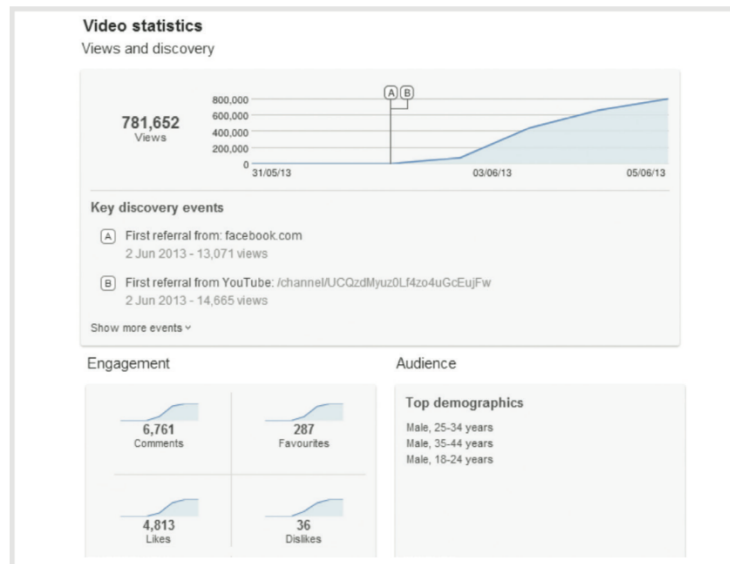 Video statistics
Views and discovery
A B
800,000
600,000
400,000
200,000
0
781,652
Views
31/05/13 03/06/13 05/06/13
Key discovery events
A First referral from: facebook.com
2 Jun 2013 - 13,071 views
B First referral from YouTube: /channel/UCQzdMyuz0Lf4zo4uGcEujFw
2 Jun 2013 - 14,665 views
Show more events
Engagement
6,761
Comments
287
Favourites
4,813
Likes
36
Dislikes
Audience
Top demographics
Male, 25-34 years
Male, 35-44 years
Male, 18-24 years